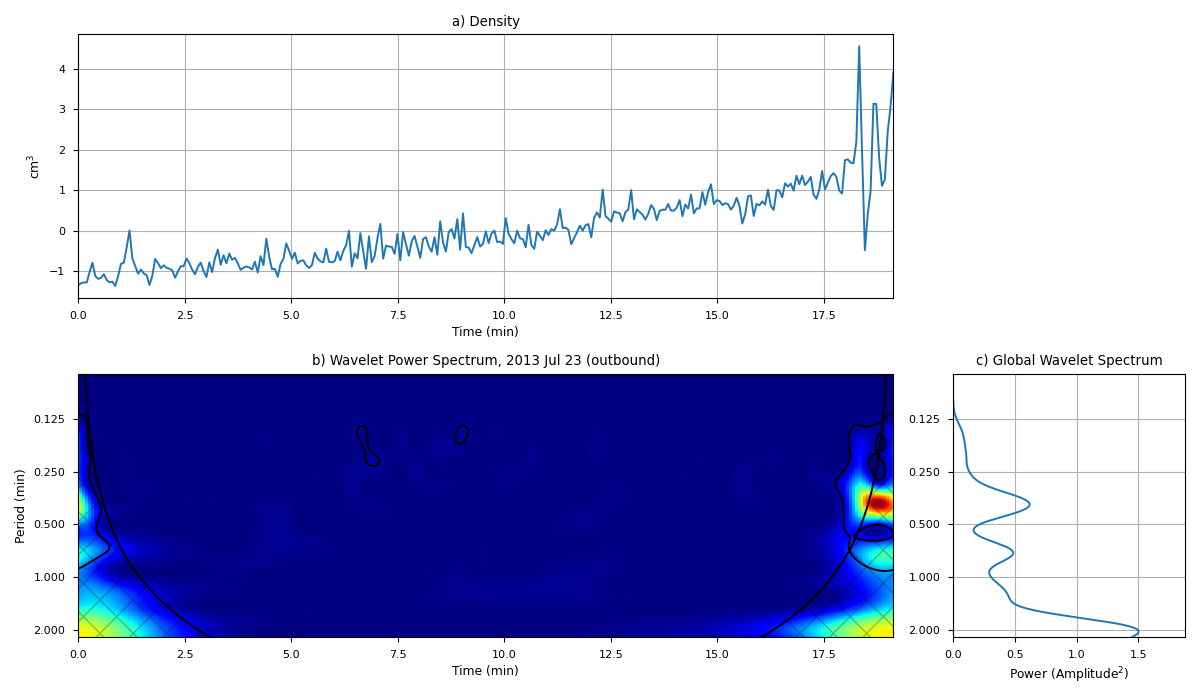 a) Density
cm³
4
3
2
1
0
−1
0.0 2.5 5.0 7.5 10.0 12.5 15.0 17.5
Time (min)
b) Wavelet Power Spectrum, 2013 Jul 23 (outbound)
Period (min)
0.125
0.250
0.500
1.000
2.000
0.0 2.5 5.0 7.5 10.0 12.5 15.0 17.5
Time (min)
c) Global Wavelet Spectrum
0.125
0.250
0.500
1.000
2.000
0.0 0.5 1.0 1.5
Power (Amplitude²)